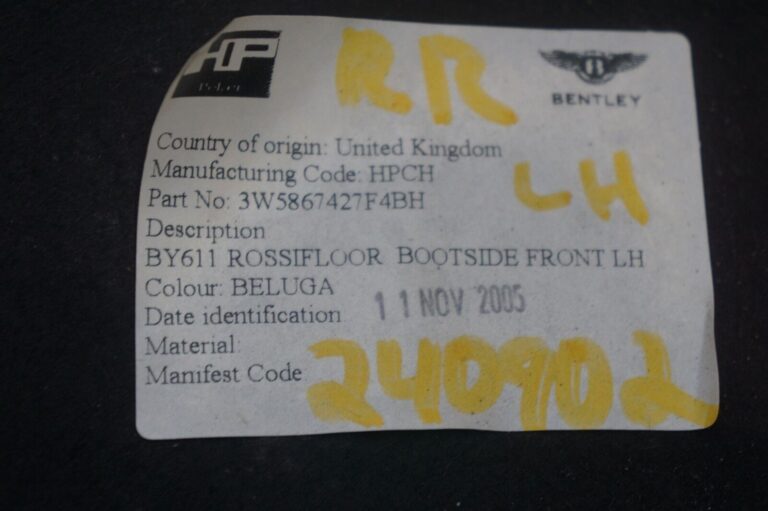 HP
RR
BENTLEY
Country of origin: United Kingdom
Manufacturing Code: HPCH
LH
Part No: 3W5867427F4BH
Description
BY611 ROSSIFLOOR BOOTSIDE FRONT LH
Colour: BELUGA
Date identification 11 NOV 2005
Material:
Manifest Code
240902